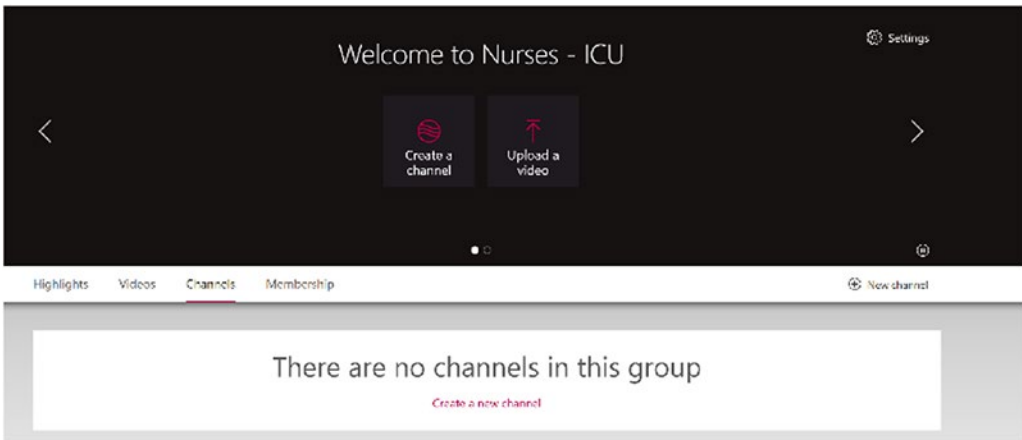 Settings
Welcome to Nurses - ICU
Create a
channel
Upload a
video
Highlights Videos Channels Membership
New channel
There are no channels in this group
Create a new channel